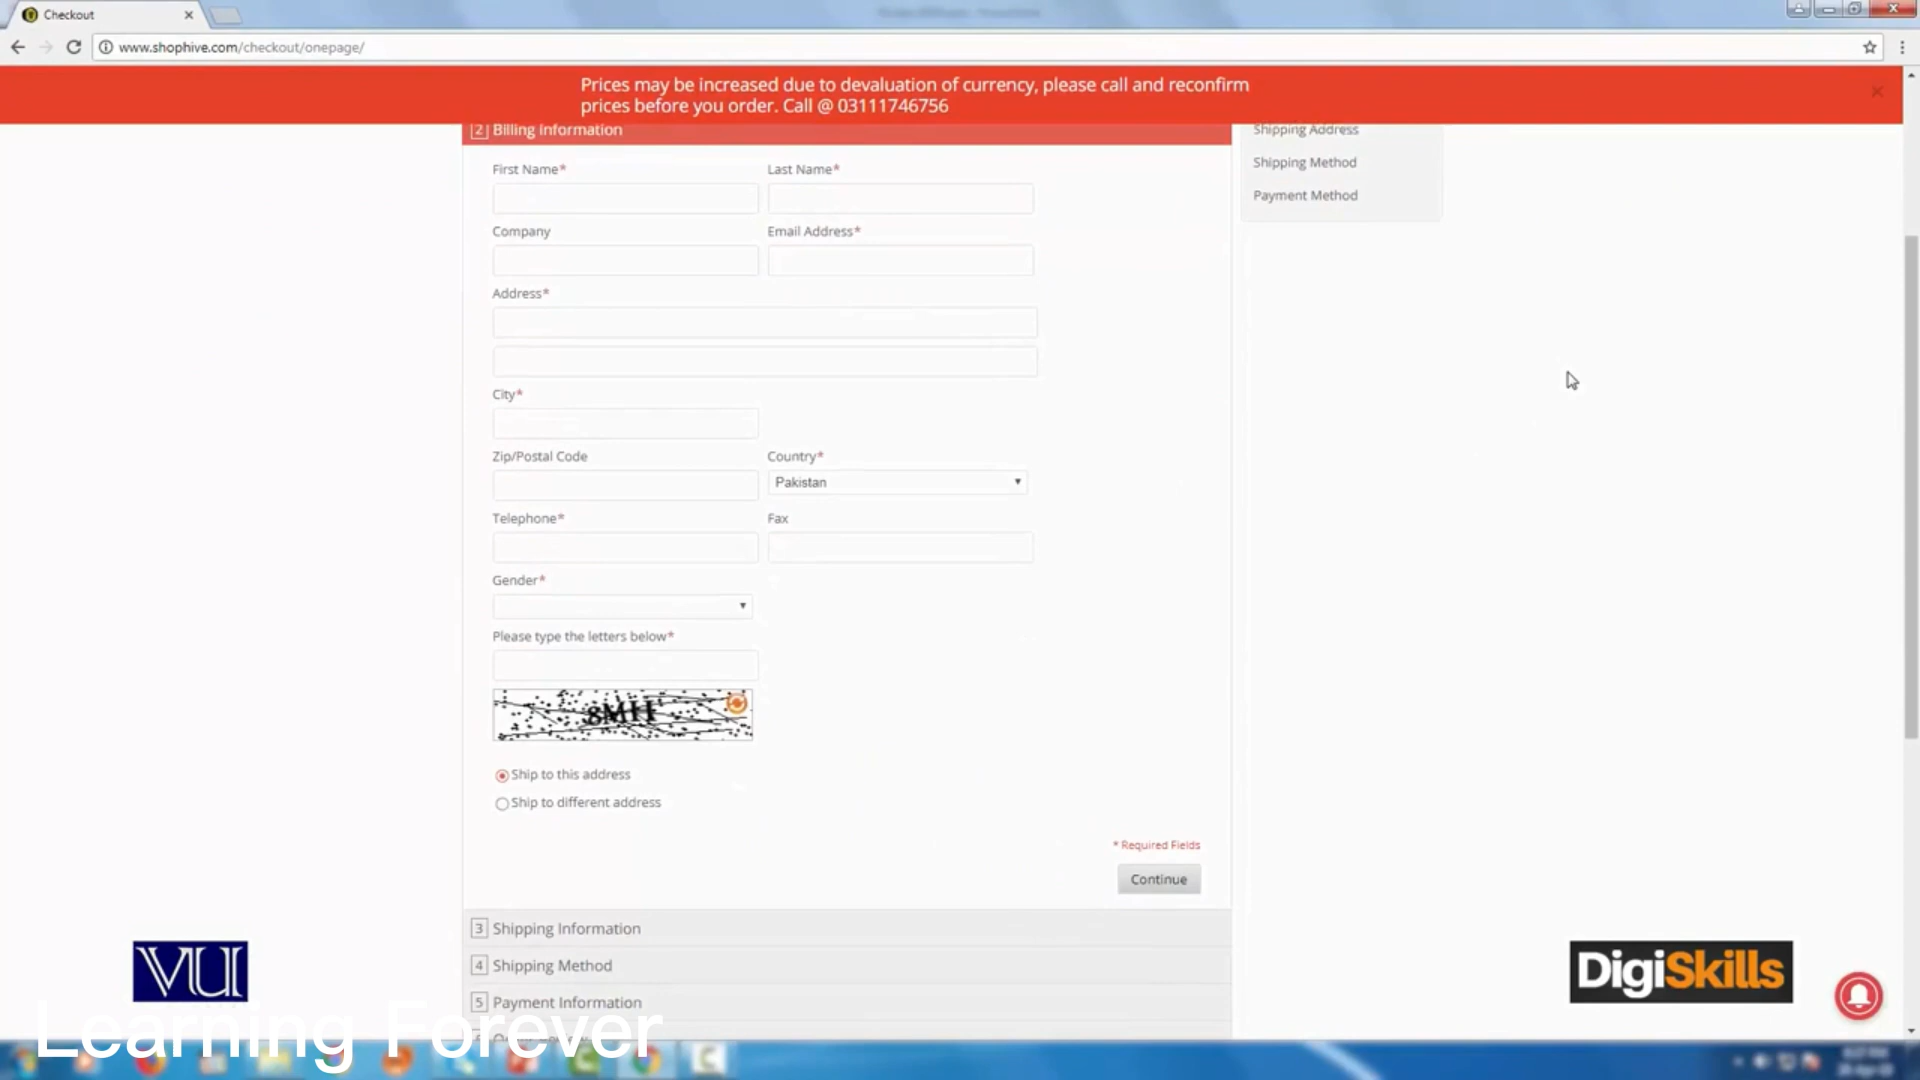 Checkout
www.shophive.com/checkout/onepage/
Prices may be increased due to devaluation of currency, please call and reconfirm
prices before you order. Call @ 03111746756
2 Billing Information
Shipping Address
Shipping Method
Payment Method
First Name*
Last Name*
Company
Email Address*
Address*
City*
Zip/Postal Code
Country*
Pakistan
Telephone*
Fax
Gender*
Please type the letters below*
Ship to this address
Ship to different address
* Required Fields
Continue
3 Shipping Information
4 Shipping Method
5 Payment Information
VU
DigiSkills
Learning Forever